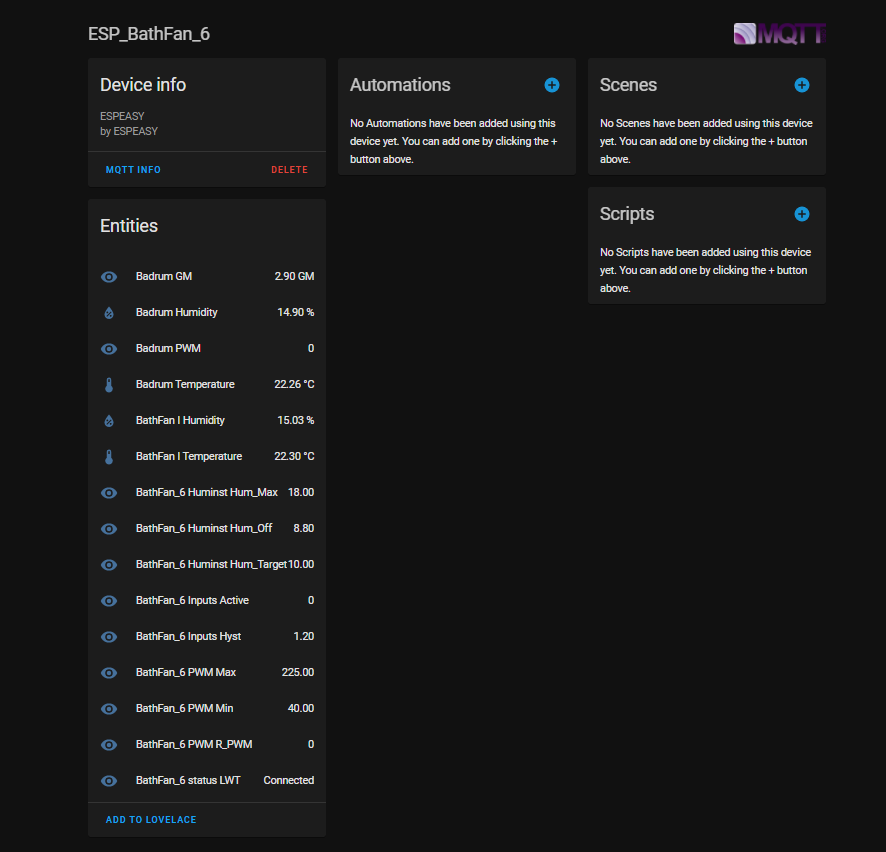 ESP_BathFan_6
MQTT
Device info
ESPEASY
by ESPEASY
MQTT INFO DELETE
Entities
Badrum GM 2.90 GM
Badrum Humidity 14.90 %
Badrum PWM 0
Badrum Temperature 22.26 °C
BathFan I Humidity 15.03 %
BathFan I Temperature 22.30 °C
BathFan_6 Huminst Hum_Max 18.00
BathFan_6 Huminst Hum_Off 8.80
BathFan_6 Huminst Hum_Target 10.00
BathFan_6 Inputs Active 0
BathFan_6 Inputs Hyst 1.20
BathFan_6 PWM Max 225.00
BathFan_6 PWM Min 40.00
BathFan_6 PWM R_PWM 0
BathFan_6 status LWT Connected
ADD TO LOVELACE
Automations
No Automations have been added using this
device yet. You can add one by clicking the +
button above.
Scenes
No Scenes have been added using this device
yet. You can add one by clicking the + button
above.
Scripts
No Scripts have been added using this device
yet. You can add one by clicking the + button
above.